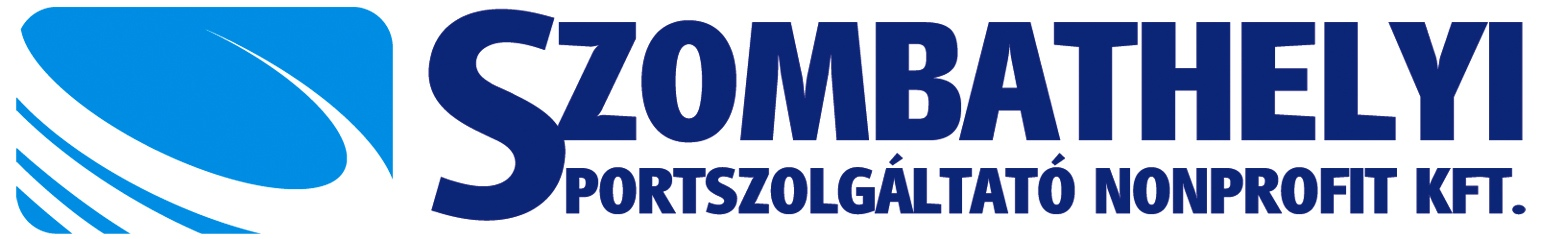 SZOMBATHELYI
SPORTSZOLGÁLTATÓ NONPROFIT KFT.